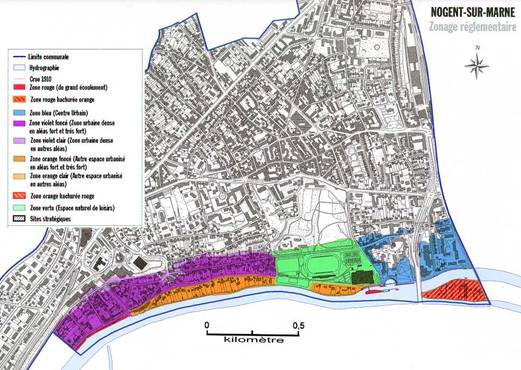 NOGENT-SUR-MARNE
Zonage réglementaire
N
Limite communale
Hydrographie
Crue 1910
Zone rouge (de grand écoulement)
Zone rouge hachurée orange
Zone bleu (Centre Urbain)
Zone violet foncé (Zone urbaine dense
en aléas fort et très fort)
Zone violet clair (Zone urbaine dense
en autres aléas)
Zone orange foncé (Autre espace urbanisé
en aléas fort et très fort)
Zone orange clair (Autre espace urbanisé
en autres aléas)
Zone orange hachurée rouge
Zone verte (Espace naturel de loisirs)
Sites stratégiques
0
0,5
kilomètre